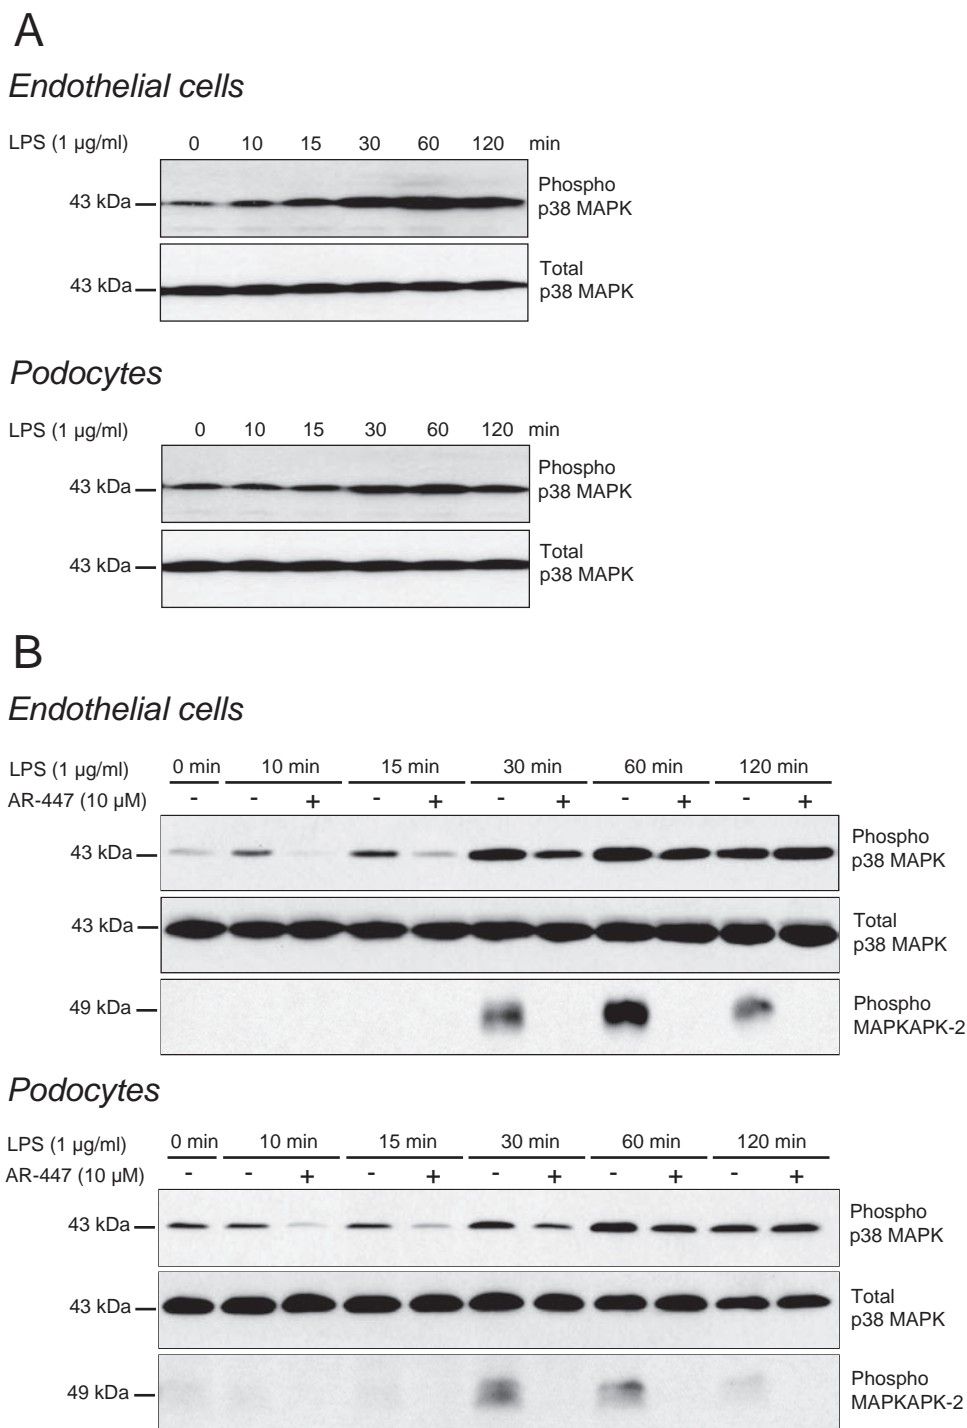 A
Endothelial cells
LPS (1 µg/ml) 0 10 15 30 60 120 min
43 kDa
Phospho
p38 MAPK
43 kDa
Total
p38 MAPK
Podocytes
LPS (1 µg/ml) 0 10 15 30 60 120 min
43 kDa
Phospho
p38 MAPK
43 kDa
Total
p38 MAPK
B
Endothelial cells
LPS (1 µg/ml) 0 min 10 min 15 min 30 min 60 min 120 min
AR-447 (10 µM) - - + - + - + - + - +
43 kDa
Phospho
p38 MAPK
43 kDa
Total
p38 MAPK
49 kDa
Phospho
MAPKAPK-2
Podocytes
LPS (1 µg/ml) 0 min 10 min 15 min 30 min 60 min 120 min
AR-447 (10 µM) - - + - + - + - + - +
43 kDa
Phospho
p38 MAPK
43 kDa
Total
p38 MAPK
49 kDa
Phospho
MAPKAPK-2